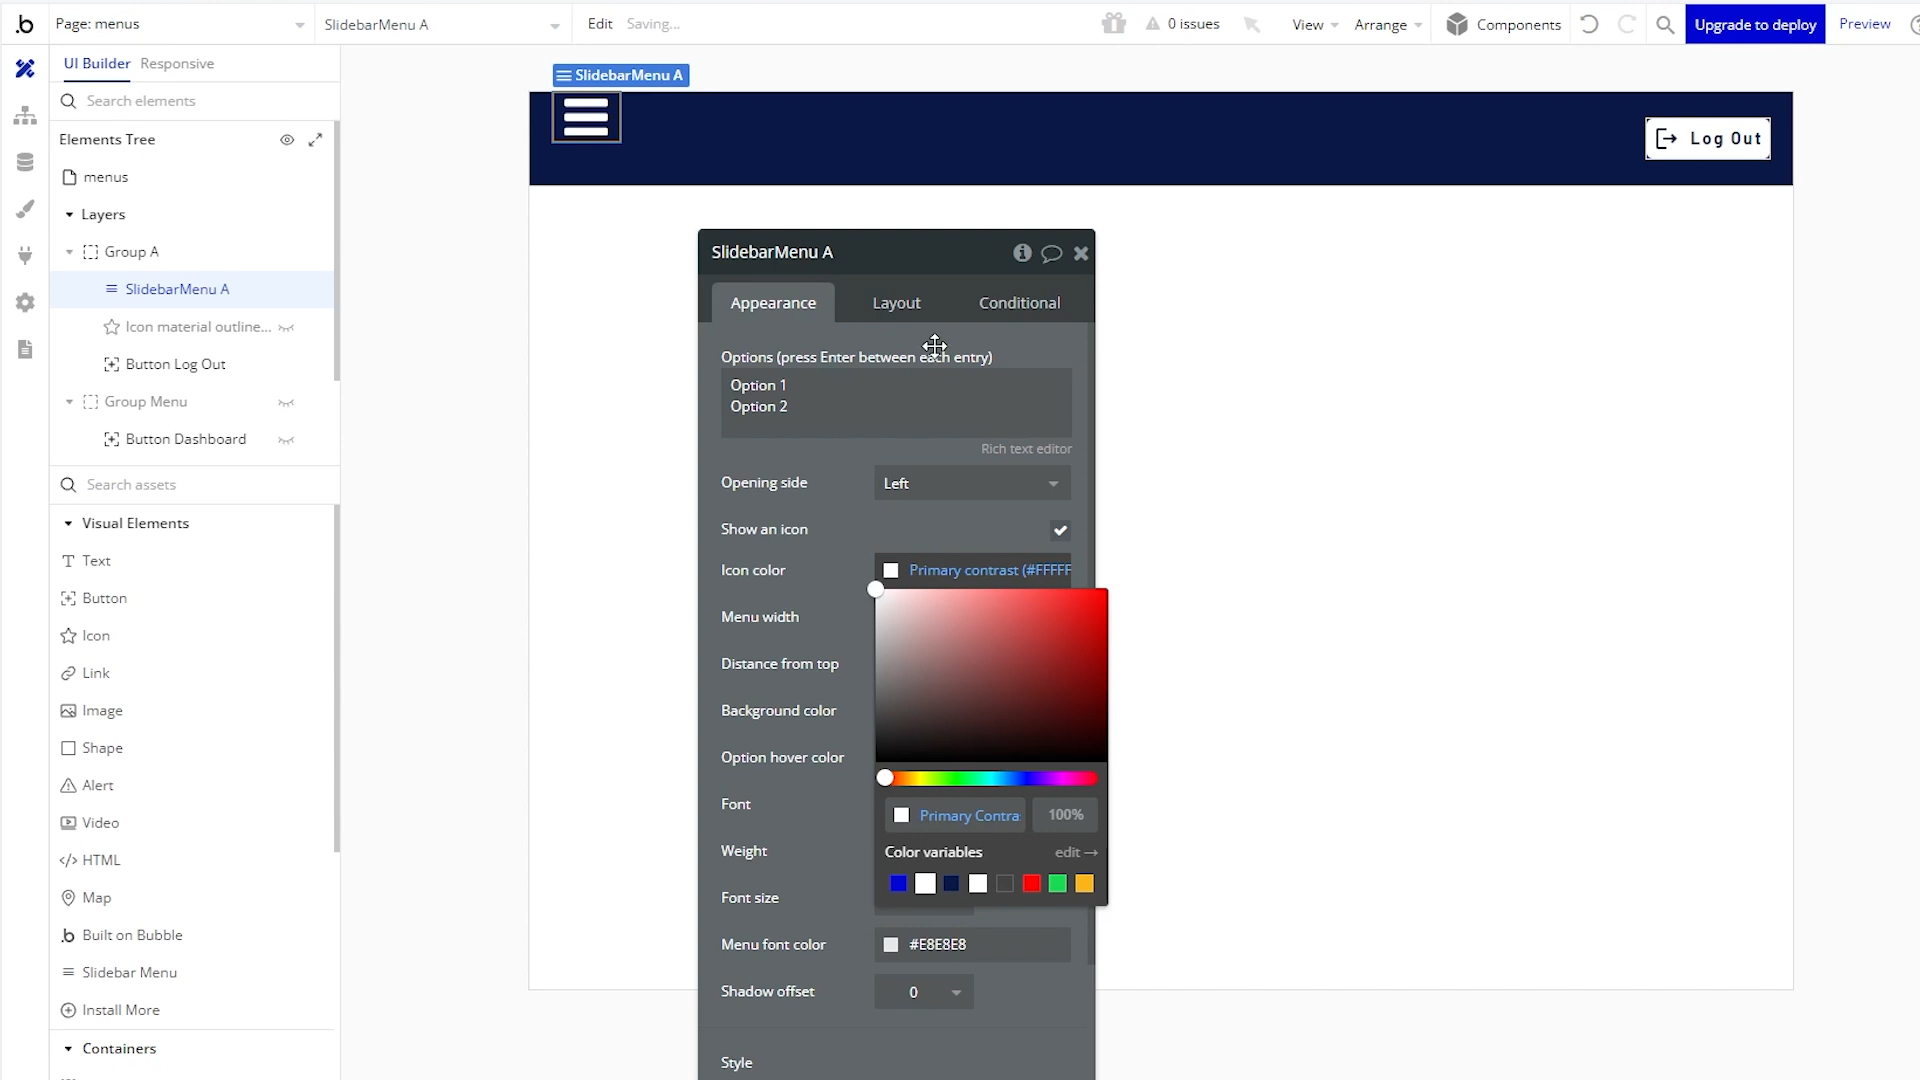 b Page: menus SlidebarMenu A Edit Saving... 0 issues View Arrange Components Upgrade to deploy Preview
UI Builder Responsive
Search elements
Elements Tree
menus
Layers
Group A
SlidebarMenu A
Icon material outline...
Button Log Out
Group Menu
Button Dashboard
Search assets
Visual Elements
Text
Button
Icon
Link
Image
Shape
Alert
Video
HTML
Map
Built on Bubble
Slidebar Menu
Install More
Containers
SlidebarMenu A
Log Out
SlidebarMenu A
Appearance Layout Conditional
Options (press Enter between each entry)
Option 1
Option 2
Rich text editor
Opening side Left
Show an icon
Icon color Primary contrast (#FFFFF
Menu width
Distance from top
Background color
Option hover color
Font
Weight
Font size
Primary Contra 100%
Color variables edit →
Menu font color #E8E8E8
Shadow offset 0
Style